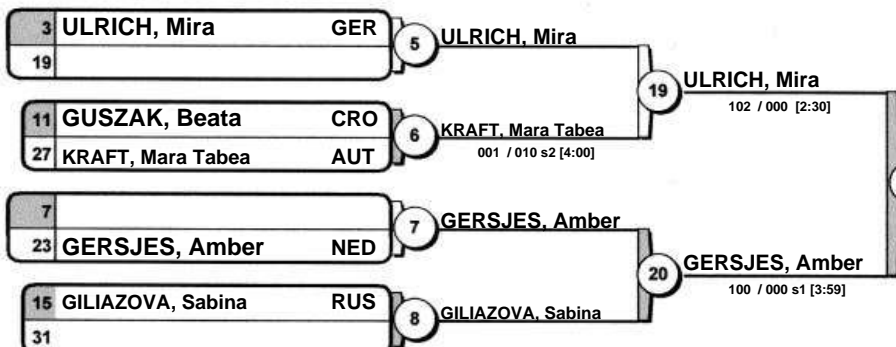 3 ULRICH, Mira GER
19
5
ULRICH, Mira
11 GUSZAK, Beata CRO
27 KRAFT, Mara Tabea AUT
6
KRAFT, Mara Tabea
001 / 010 s2 [4:00]
19
ULRICH, Mira
102 / 000 [2:30]
7
23 GERSJES, Amber NED
7
GERSJES, Amber
15 GILIAZOVA, Sabina RUS
31
8
GILIAZOVA, Sabina
20
GERSJES, Amber
100 / 000 s1 [3:59]